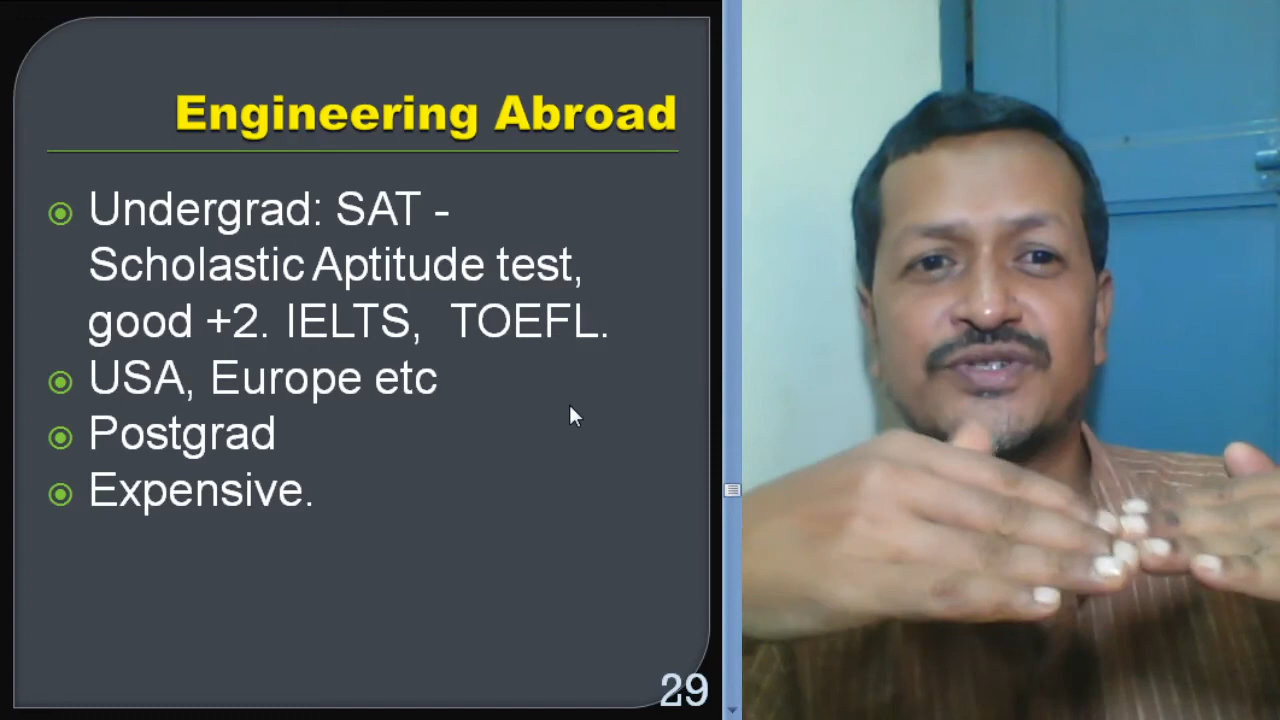 Engineering Abroad
Undergrad: SAT -
Scholastic Aptitude test,
good +2. IELTS, TOEFL.
USA, Europe etc
Postgrad
Expensive.
29